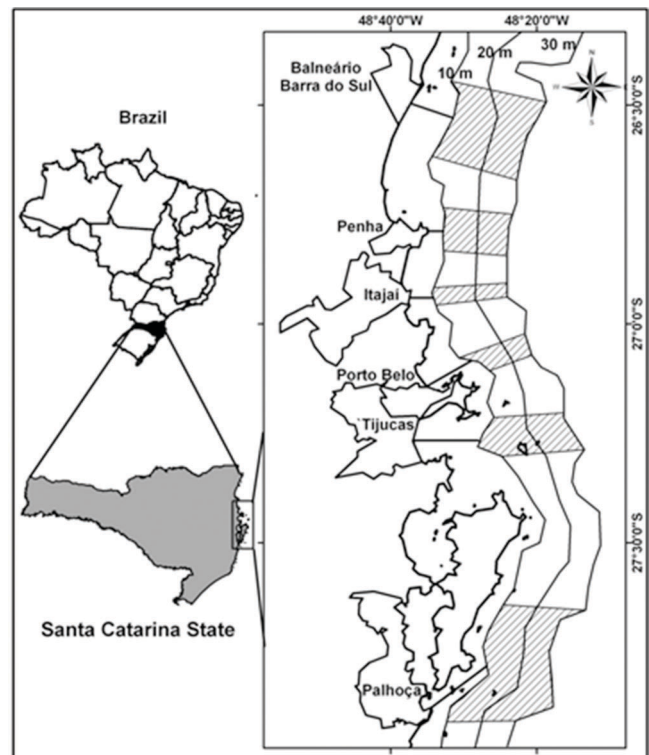 48°40'0"W
48°20'0"W
10 m
20 m
30 m
N
W
S
26°30'0"S
27°0'0"S
27°30'0"S
Brazil
Santa Catarina State
Balneário
Barra do Sul
Penha
Itajaí
Porto Belo
Tijucas
Palhoça